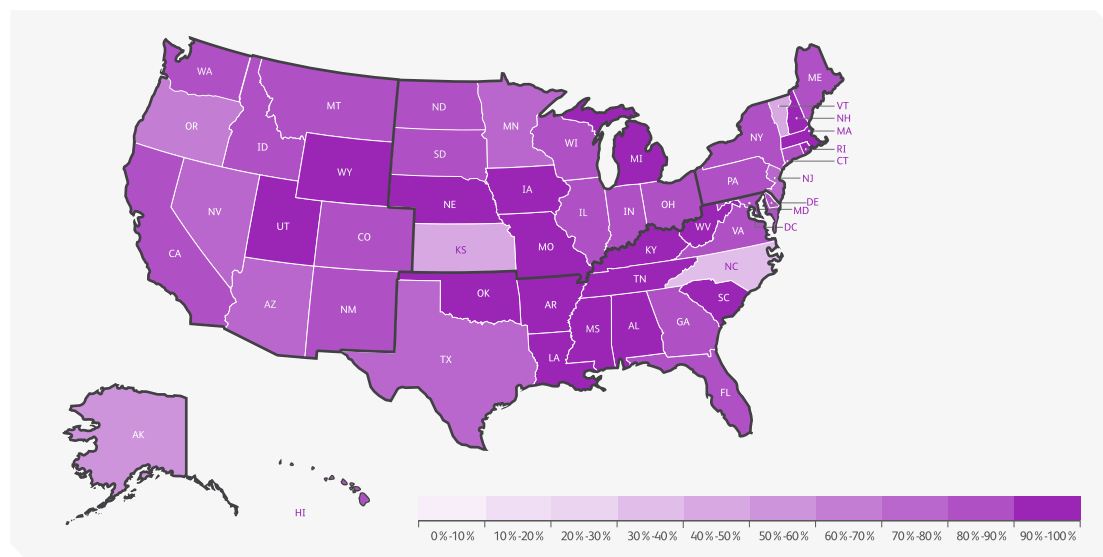 WA
MT
ND
MN
ME
VT
NH
MA
RI
CT
OR
ID
SD
WI
NY
MI
WY
IA
PA
NJ
NE
IL
IN
OH
DE
MD
DC
NV
UT
CO
KS
MO
KY
WV
VA
CA
NC
AZ
NM
OK
AR
TN
SC
MS
AL
GA
TX
LA
FL
AK
HI
0%-10% 10%-20% 20%-30% 30%-40% 40%-50% 50%-60% 60%-70% 70%-80% 80%-90% 90%-100%